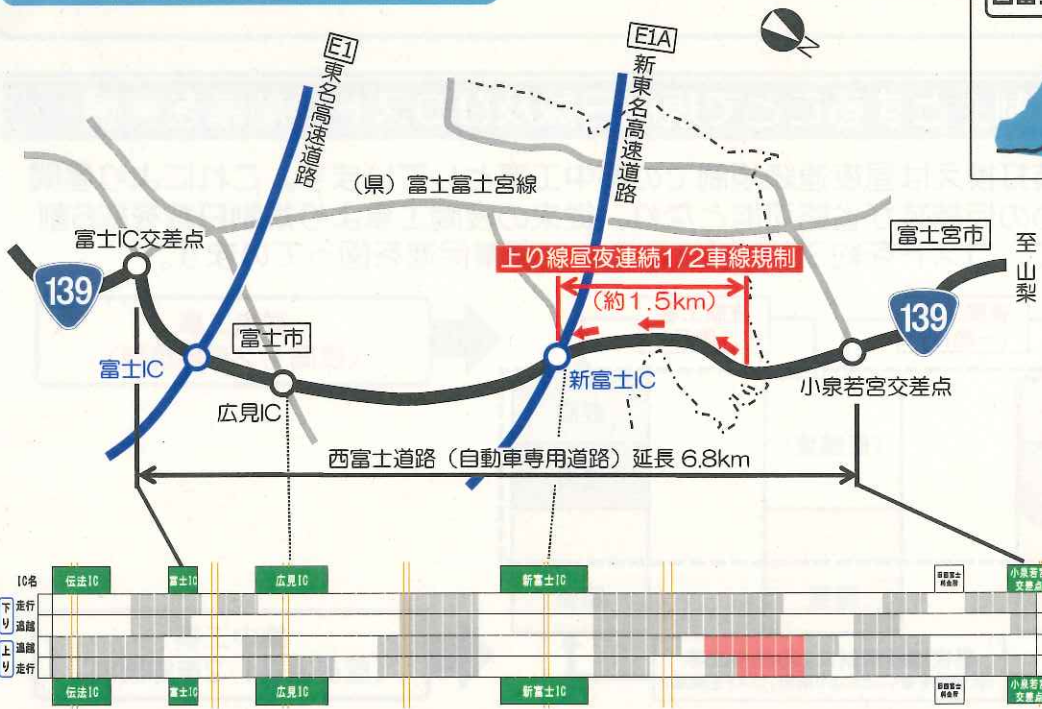 E1
東名高速道路
E1A
新東名高速道路
N
(県)富士富士宮線
富士IC交差点
上り線昼夜連続1/2車線規制
(約1.5km)
富士宮市
至山梨
139
139
富士市
富士IC
広見IC
新富士IC
小泉若宮交差点
西富士道路(自動車専用道路)延長 6.8km
IC名
伝法IC
富士IC
広見IC
新富士IC
小泉若宮交差点
下り
走行
追越
上り
追越
走行
伝法IC
富士IC
広見IC
新富士IC
小泉若宮交差点